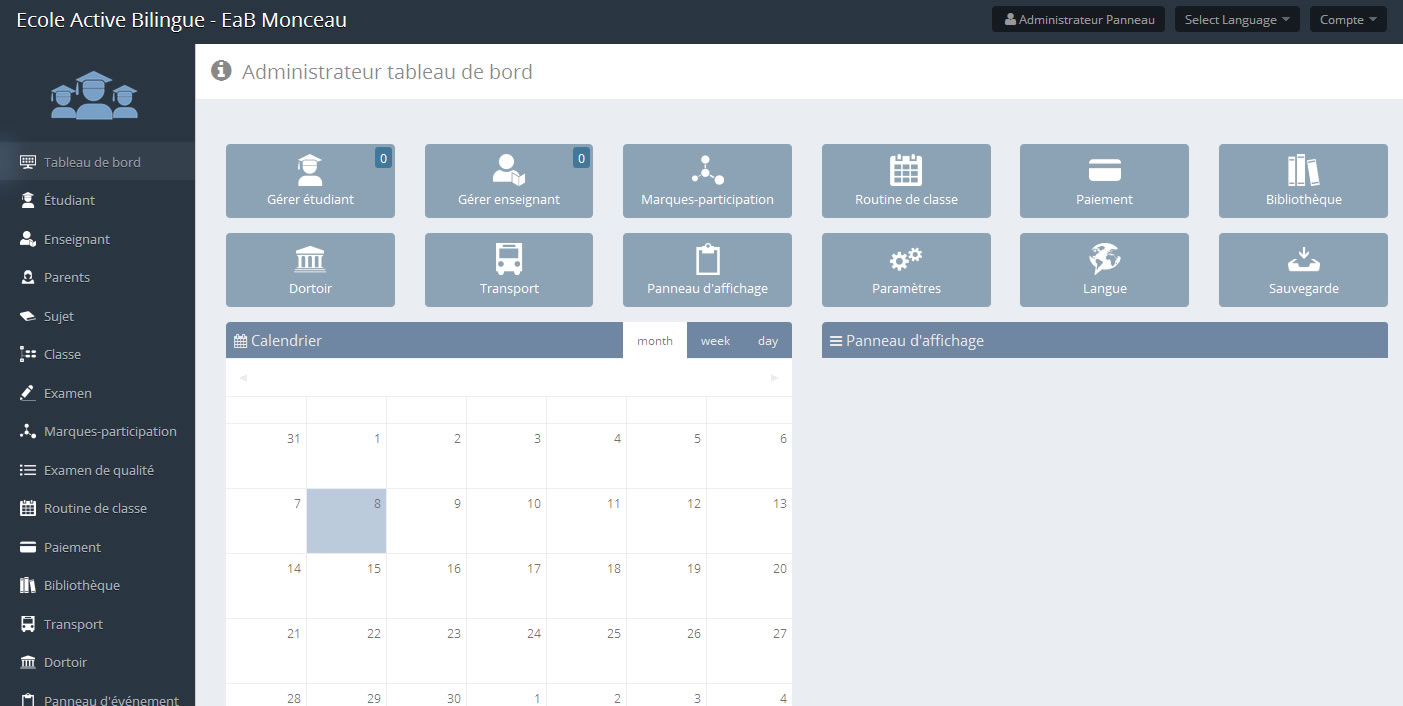 Ecole Active Bilingue - EaB Monceau
Administrateur Panneau
Select Language
Compte
Administrateur tableau de bord
Tableau de bord
Étudiant
Enseignant
Parents
Sujet
Classe
Examen
Marques-participation
Examen de qualité
Routine de classe
Paiement
Bibliothèque
Transport
Dortoir
Panneau d'événement
0
Gérer étudiant
0
Gérer enseignant
Marques-participation
Routine de classe
Paiement
Bibliothèque
Dortoir
Transport
Panneau d'affichage
Paramètres
Langue
Sauvegarde
Calendrier
month week day
31 1 2 3 4 5 6
7 8 9 10 11 12 13
14 15 16 17 18 19 20
21 22 23 24 25 26 27
28 29 30 1 2 3 4
Panneau d'affichage